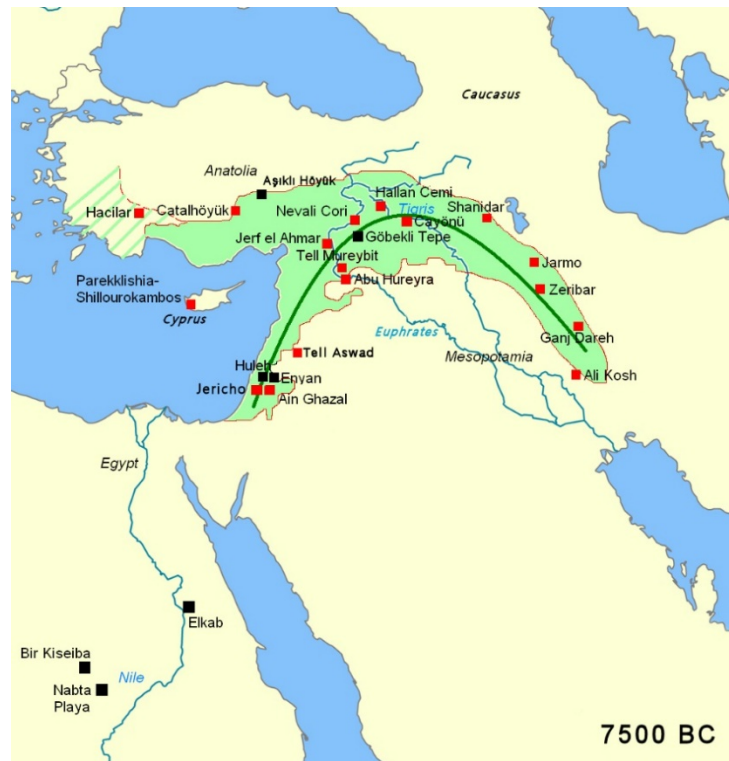 Caucasus
Anatolia
Aşıklı Höyük
Hallan Cemi
Hacilar
Catalhöyük
Nevali Cori
Tigris
Shanidar
Cayönü
Jerf el Ahmar
Göbekli Tepe
Tell Mureybit
Jarmo
Parekklishia-
Shillourokambos
Abu Hureyra
Zeribar
Cyprus
Euphrates
Ganj Dareh
Tell Aswad
Mesopotamia
Huleh
Enyan
Ali Kosh
Jericho
Ain Ghazal
Egypt
Elkab
Bir Kiseiba
Nile
Nabta
Playa
7500 BC